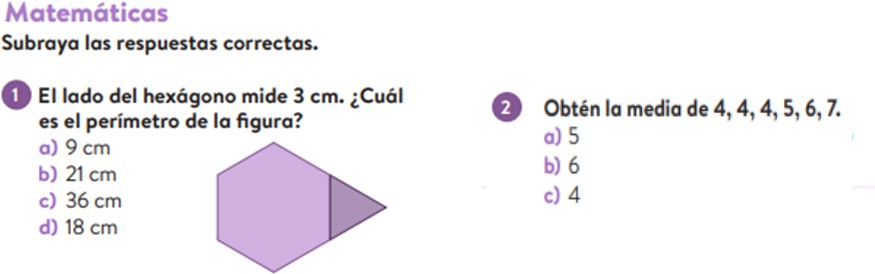 Matemáticas
Subraya las respuestas correctas.
1 El lado del hexágono mide 3 cm. ¿Cuál
es el perímetro de la figura?
a) 9 cm
b) 21 cm
c) 36 cm
d) 18 cm
2 Obtén la media de 4, 4, 4, 5, 6, 7.
a) 5
b) 6
c) 4